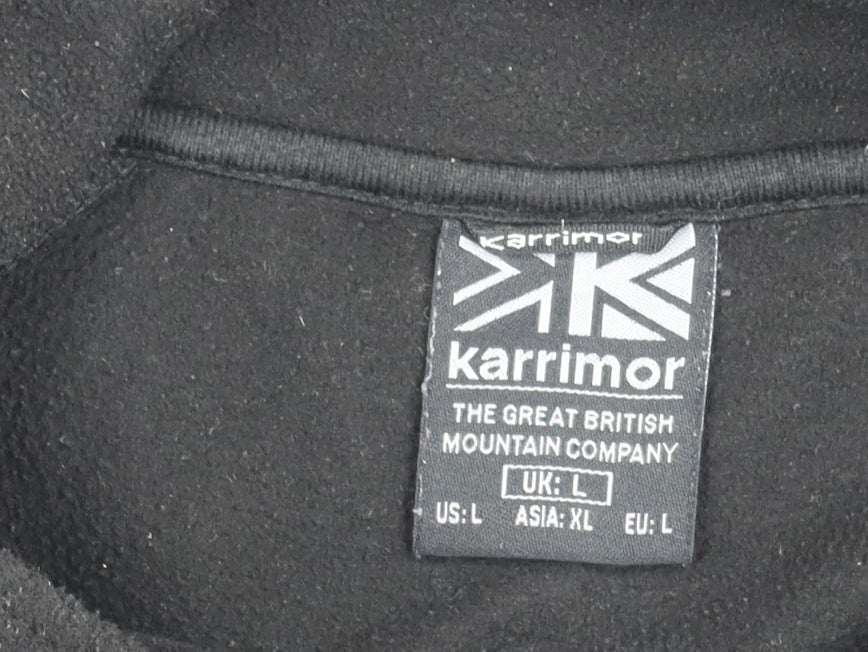 karrimor
karrimor
THE GREAT BRITISH
MOUNTAIN COMPANY
UK: L
US: L ASIA: XL EU: L